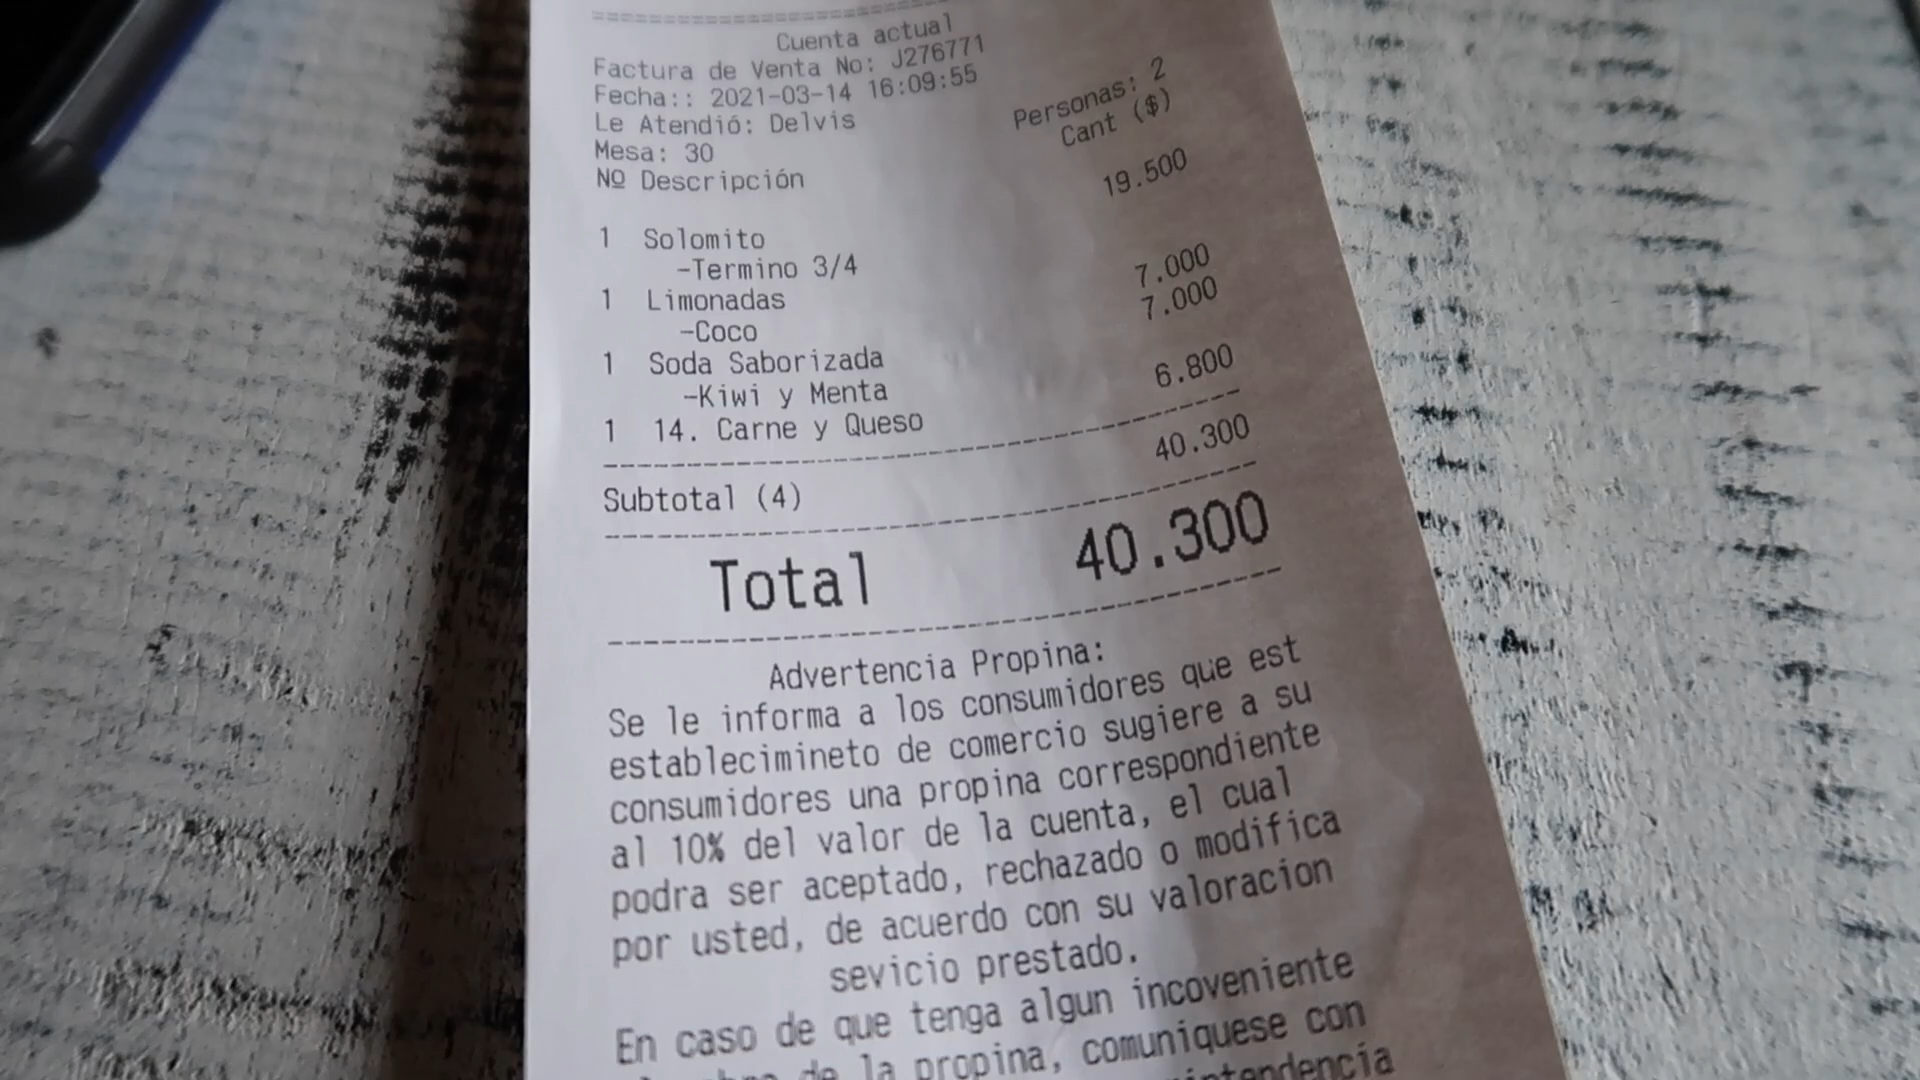 Cuenta actual
Factura de Venta No: J276771
Fecha:: 2021-03-14 16:09:55
Le Atendió: Delvis Personas: 2
Mesa: 30 Cant ($)
Nº Descripción
1 Solomito 19.500
-Termino 3/4
1 Limonadas 7.000
-Coco
1 Soda Saborizada 7.000
-Kiwi y Menta
1 14. Carne y Queso 6.800
Subtotal (4) 40.300
Total 40.300
Advertencia Propina:
Se le informa a los consumidores que est
establecimineto de comercio sugiere a su
consumidores una propina correspondiente
al 10% del valor de la cuenta, el cual
podra ser aceptado, rechazado o modifica
por usted, de acuerdo con su valoracion
sevicio prestado.
En caso de que tenga algun incoveniente
de la propina, comuniquese con